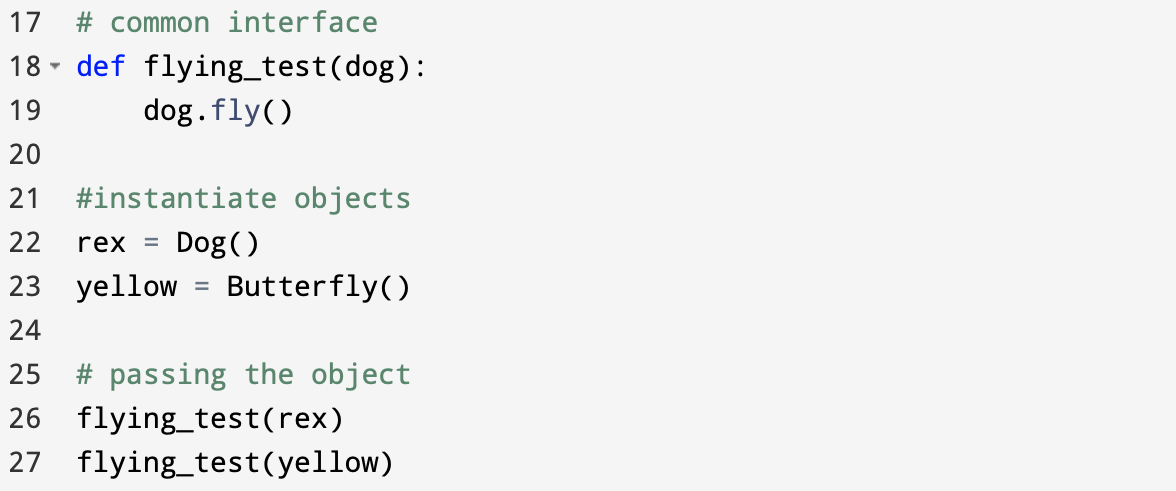 17 # common interface
18 def flying_test(dog):
19     dog.fly()
20
21 #instantiate objects
22 rex = Dog()
23 yellow = Butterfly()
24
25 # passing the object
26 flying_test(rex)
27 flying_test(yellow)